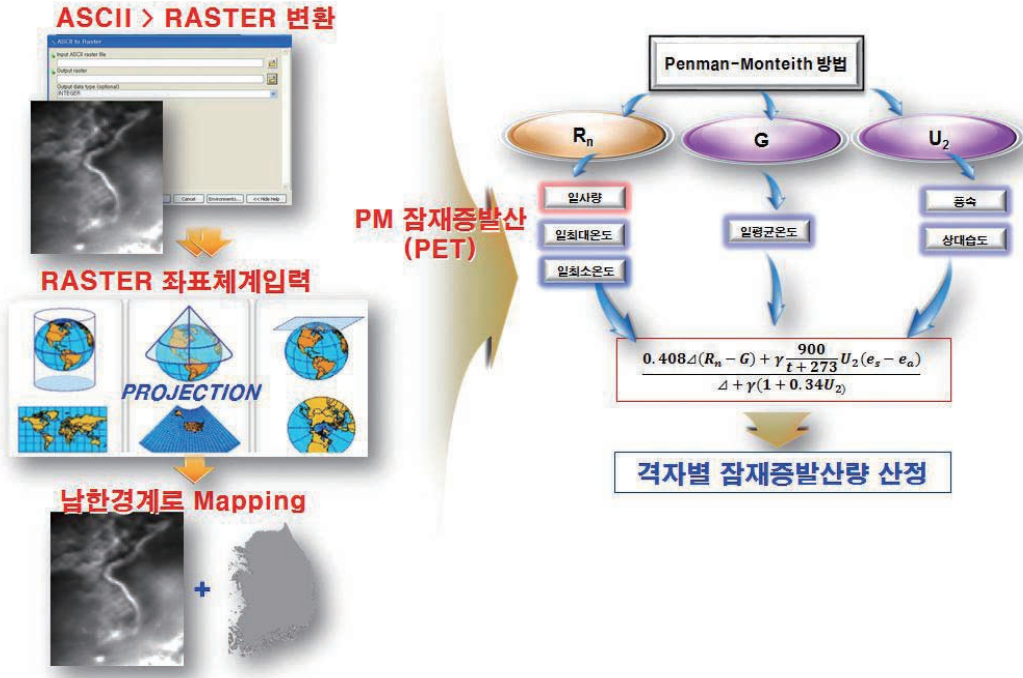 ASCII > RASTER 변환
ASCII to Raster
Input ASCII raster file
Output raster
Output data type (optional)
INTEGER
Cancel
Environments...
<< Hide Help
RASTER 좌표체계입력
PROJECTION
남한경계로 Mapping
+
PM 잠재증발산
(PET)
Penman-Monteith 방법
Rₙ
G
U₂
일사량
일최대온도
일최소온도
일평균온도
풍속
상대습도
0.408⊿(Rₙ − G) + γ 900/(t + 273) U₂(eₛ − eₐ)
⊿ + γ(1 + 0.34U₂)
격자별 잠재증발산량 산정